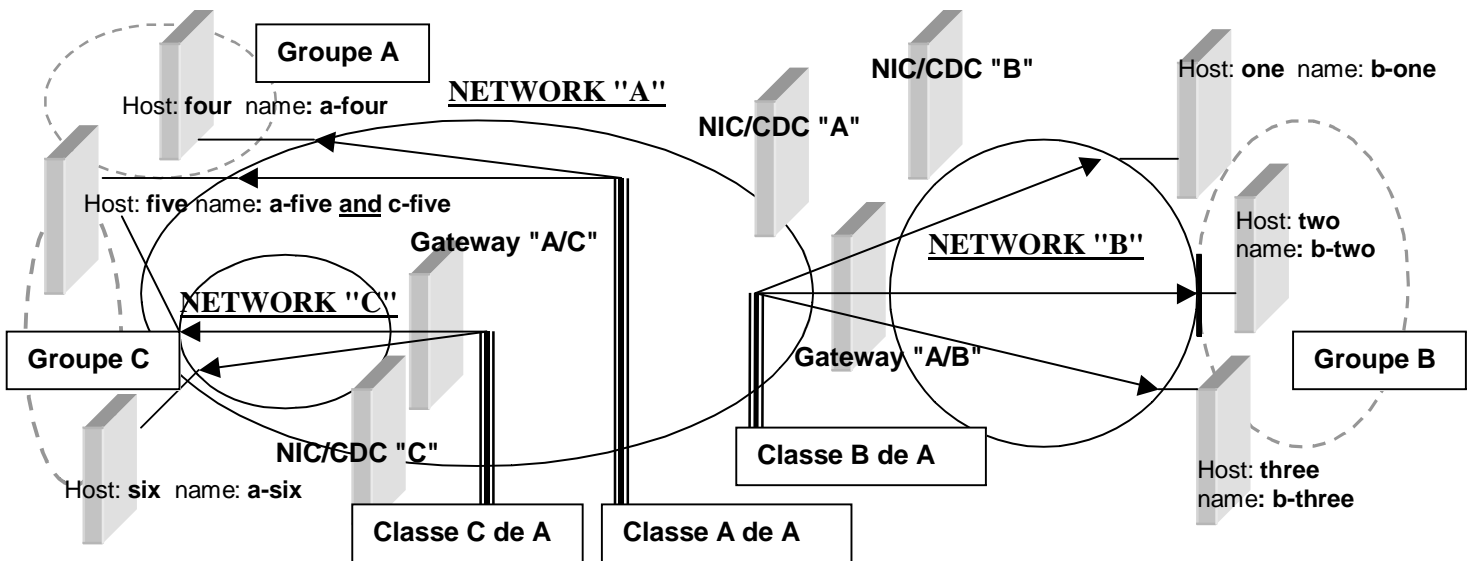 Groupe A
NIC/CDC "B"
Host: one name: b-one
NETWORK "A"
Host: four name: a-four
NIC/CDC "A"
Host: five name: a-five and c-five
Host: two
name: b-two
Gateway "A/C"
NETWORK "B"
NETWORK "C"
Groupe C
Gateway "A/B"
Groupe B
NIC/CDC "C"
Classe B de A
Host: six name: a-six
Host: three
name: b-three
Classe C de A
Classe A de A